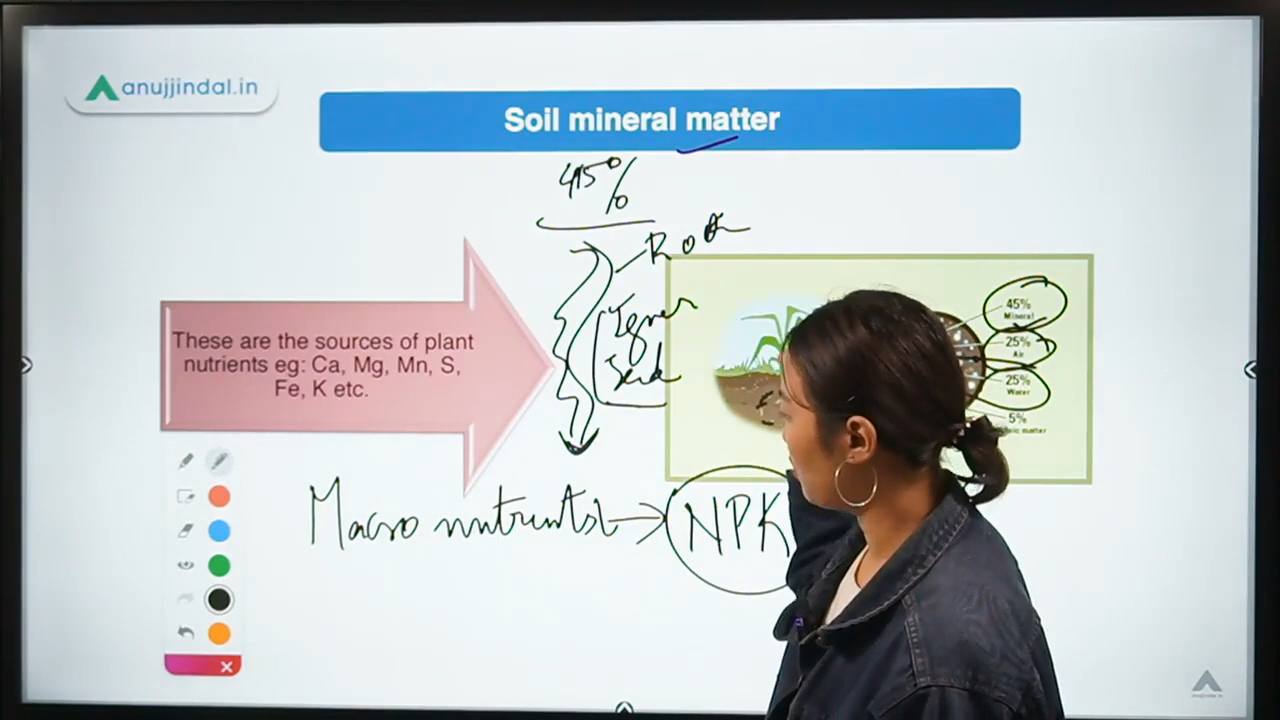 anujjindal.in
Soil mineral matter
45%
These are the sources of plant
nutrients eg: Ca, Mg, Mn, S,
Fe, K etc.
45%
Mineral
25%
Air
25%
Water
5%
matter
Macro nutrients → NPK